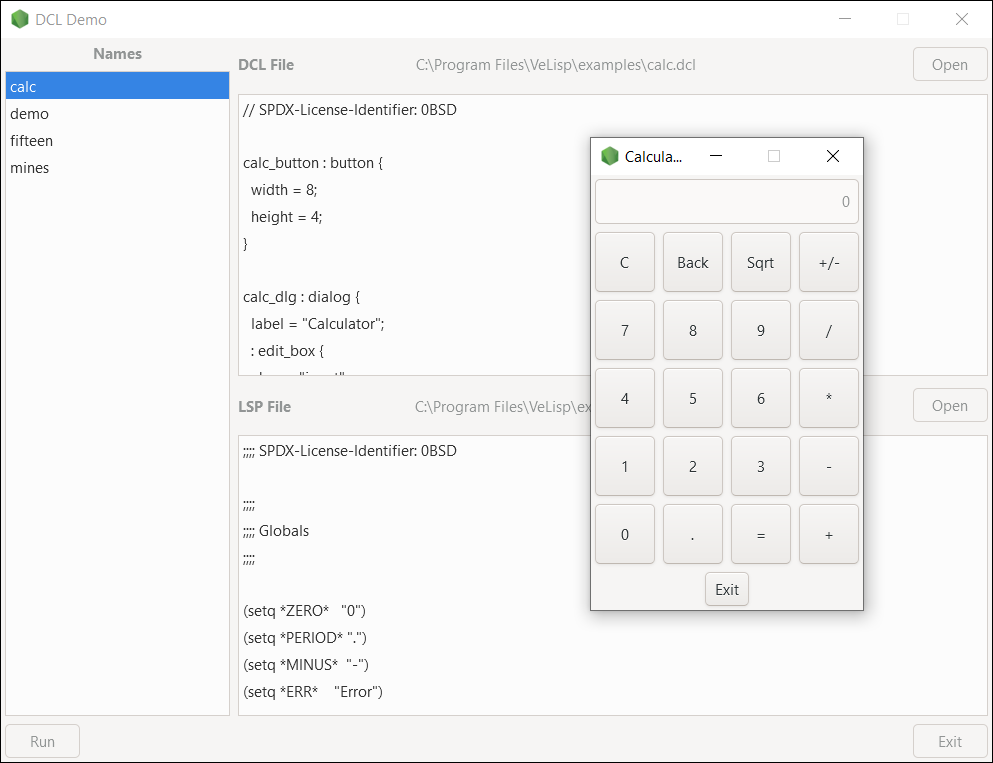 DCL Demo
Names
calc
demo
fifteen
mines
DCL File
C:\Program Files\VeLisp\examples\calc.dcl
Open
// SPDX-License-Identifier: 0BSD
calc_button : button {
width = 8;
height = 4;
}
calc_dlg : dialog {
label = "Calculator";
: edit_box {
LSP File
C:\Program Files\VeLisp\ex
Open
;;;; SPDX-License-Identifier: 0BSD
;;;;
;;;; Globals
;;;;
(setq *ZERO* "0")
(setq *PERIOD* ".")
(setq *MINUS* "-")
(setq *ERR* "Error")
Run
Exit
Calcula...
0
C Back Sqrt +/-
7 8 9 /
4 5 6 *
1 2 3 -
0 . = +
Exit